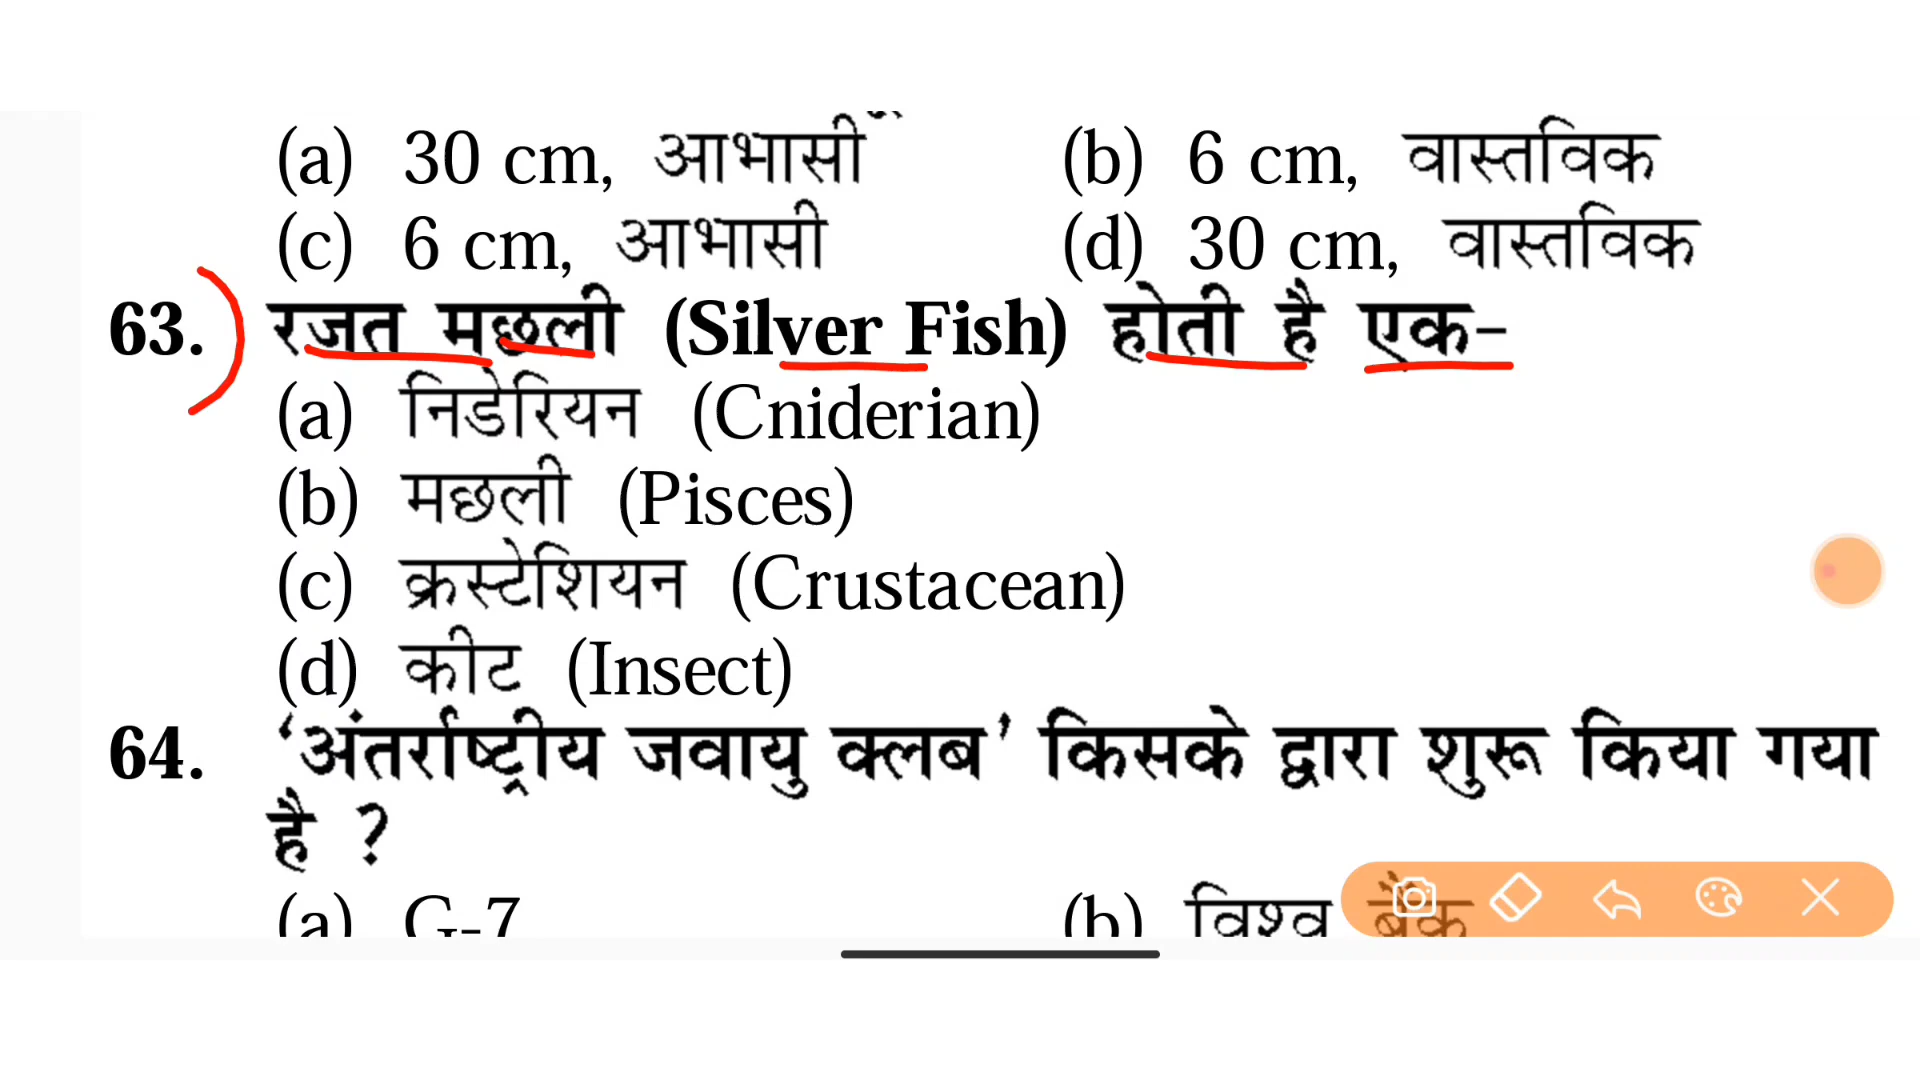 (a) 30 cm, आभासी (b) 6 cm, वास्तविक
(c) 6 cm, आभासी (d) 30 cm, वास्तविक
63. रजत मछली (Silver Fish) होती है एक–
(a) निडेरियन (Cniderian)
(b) मछली (Pisces)
(c) क्रस्टेशियन (Crustacean)
(d) कीट (Insect)
64. ‘अंतर्राष्ट्रीय जवायु क्लब’ किसके द्वारा शुरू किया गया
है ?
(a) G-7 (b) विश्व बैंक